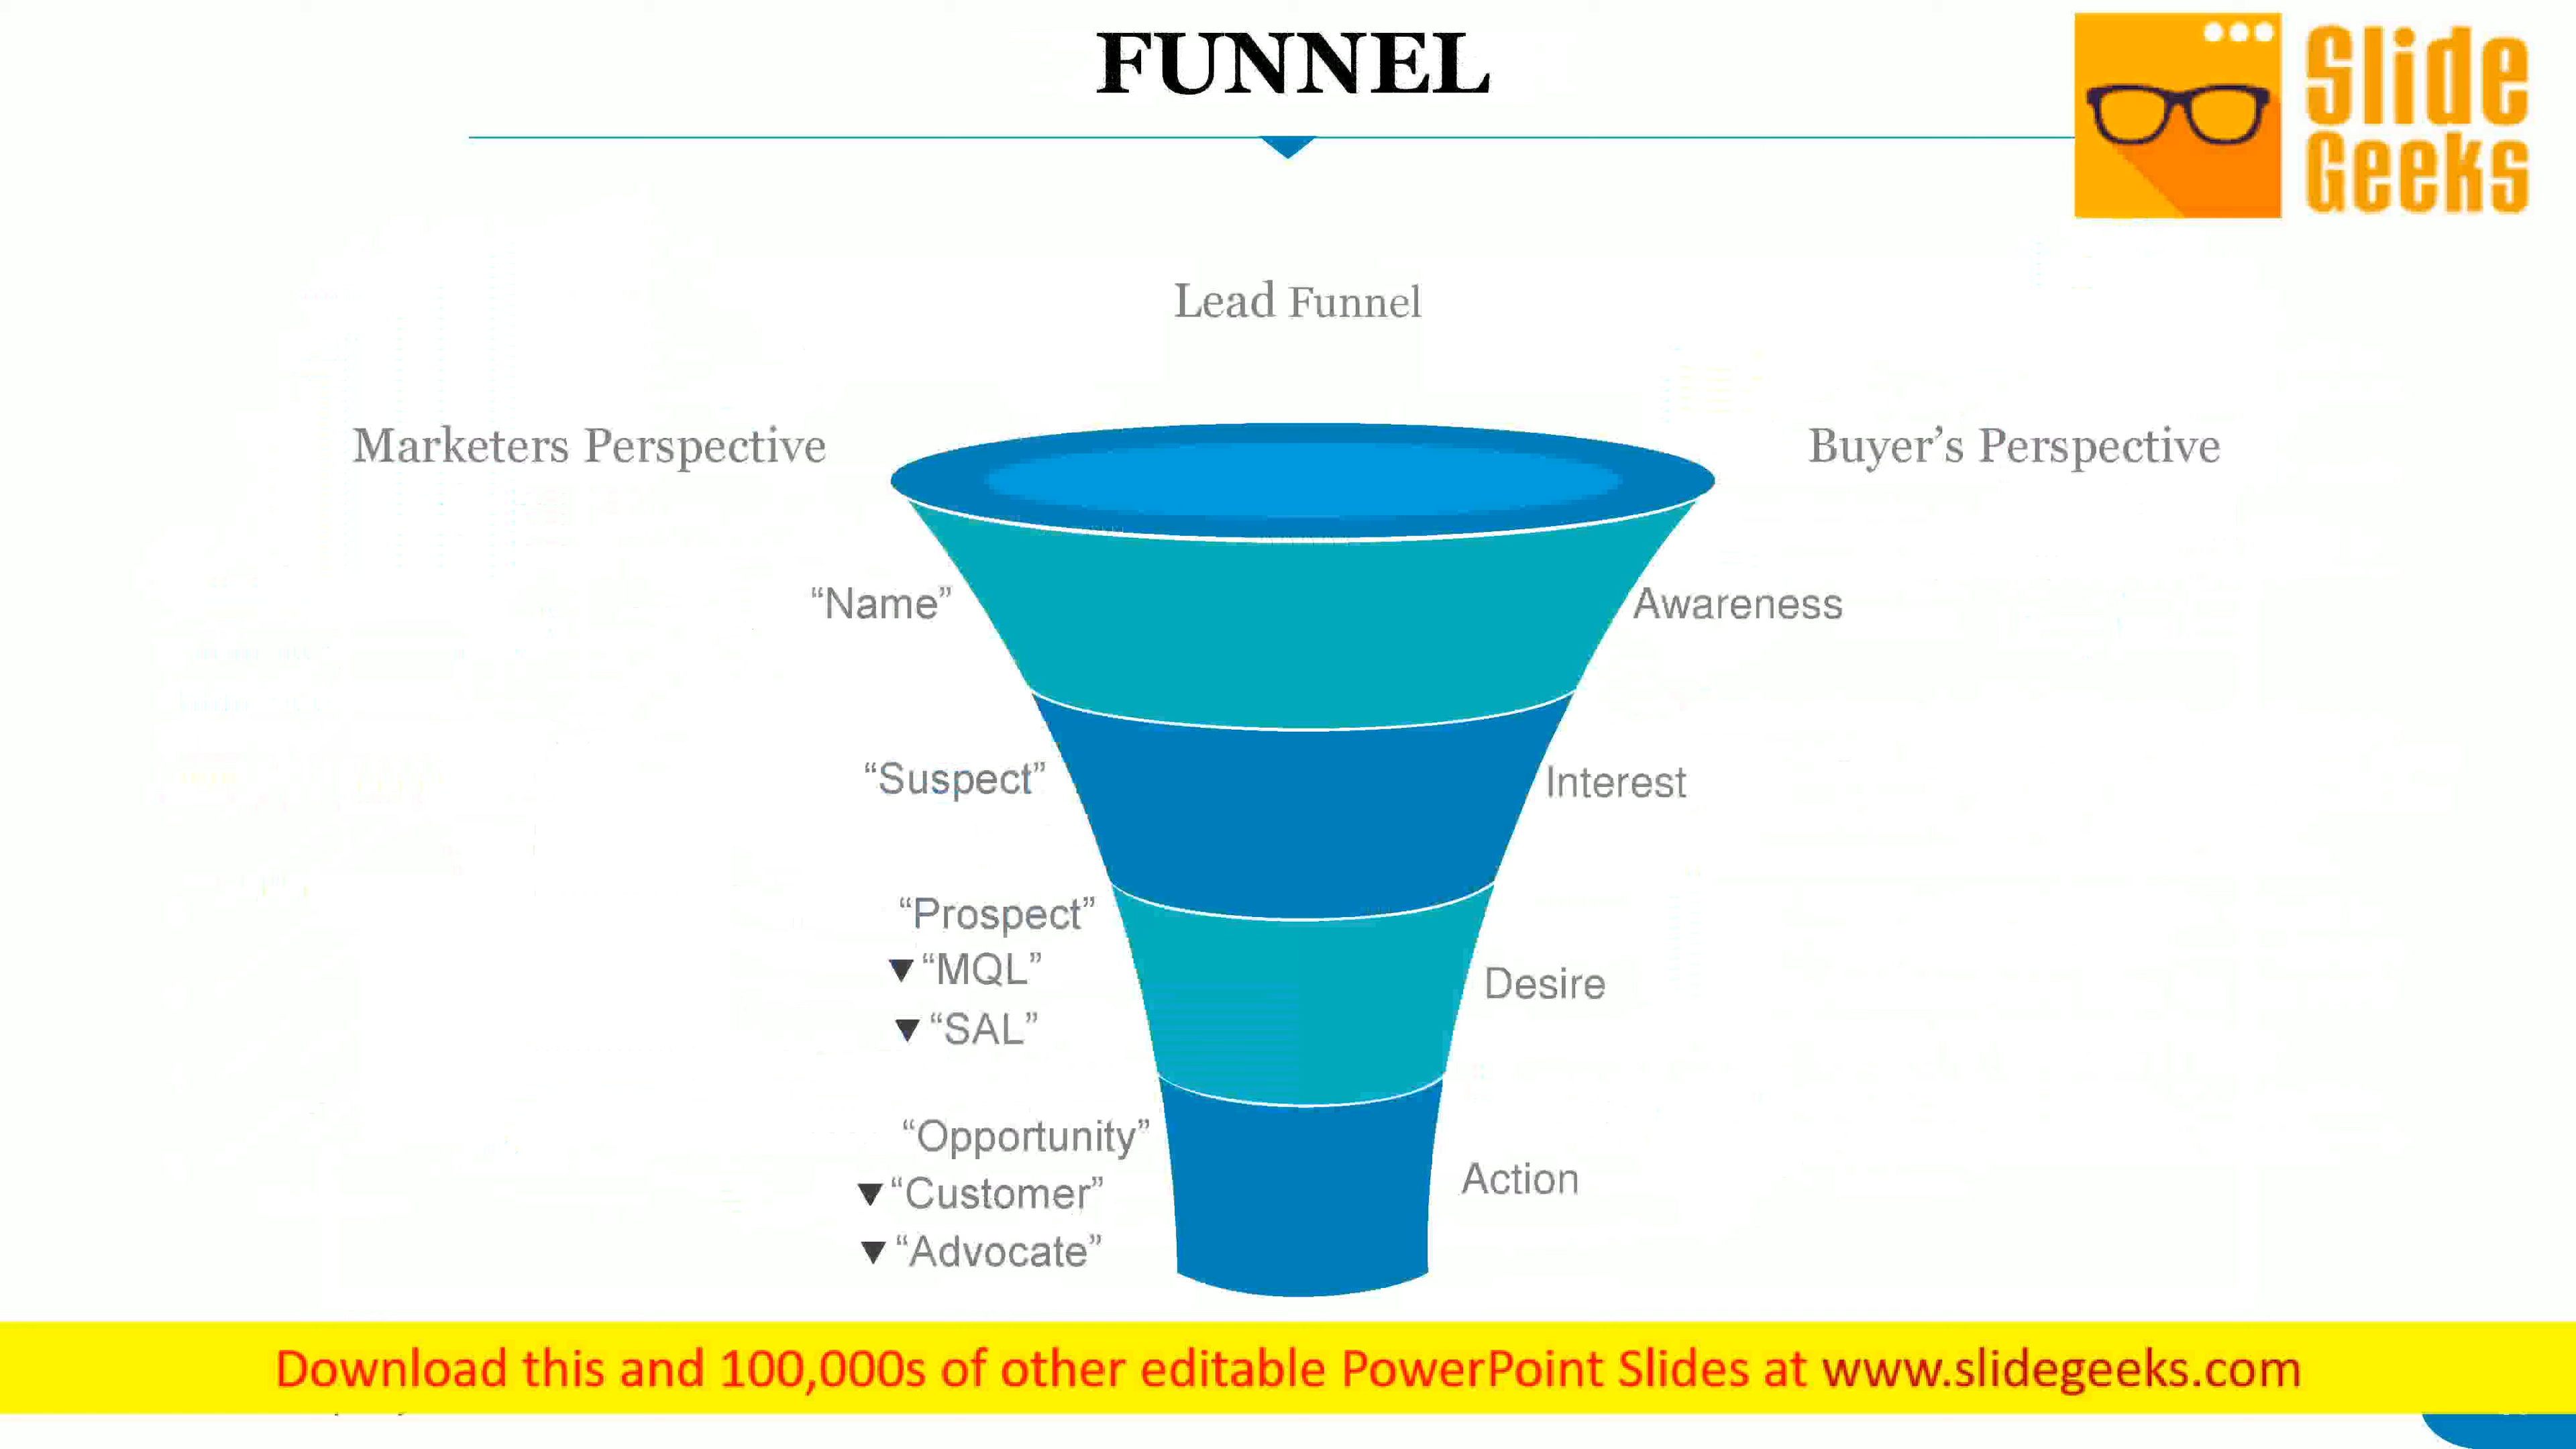 FUNNEL
Slide
Geeks
Lead Funnel
Marketers Perspective
Buyer’s Perspective
“Name”
Awareness
“Suspect”
Interest
“Prospect”
▼ “MQL”
▼ “SAL”
Desire
“Opportunity”
▼ “Customer”
▼ “Advocate”
Action
Download this and 100,000s of other editable PowerPoint Slides at www.slidegeeks.com